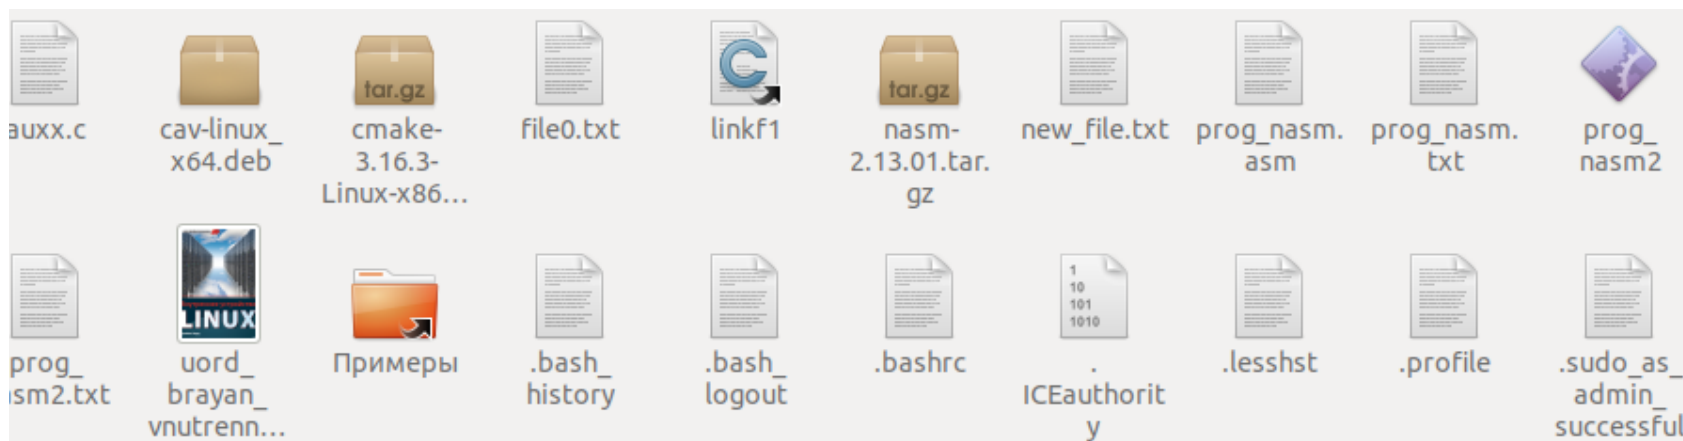 auxx.c
cav-linux_
x64.deb
tar.gz
cmake-
3.16.3-
Linux-x86...
file0.txt
C
linkf1
tar.gz
nasm-
2.13.01.tar.
gz
new_file.txt
prog_nasm.
asm
prog_nasm.
txt
prog_
nasm2
prog_
sm2.txt
LINUX
uord_
brayan_
vnutrenn...
Примеры
.bash_
history
.bash_
logout
.bashrc
1
10
101
1010
.
ICEauthorit
y
.lesshst
.profile
.sudo_as_
admin_
successful